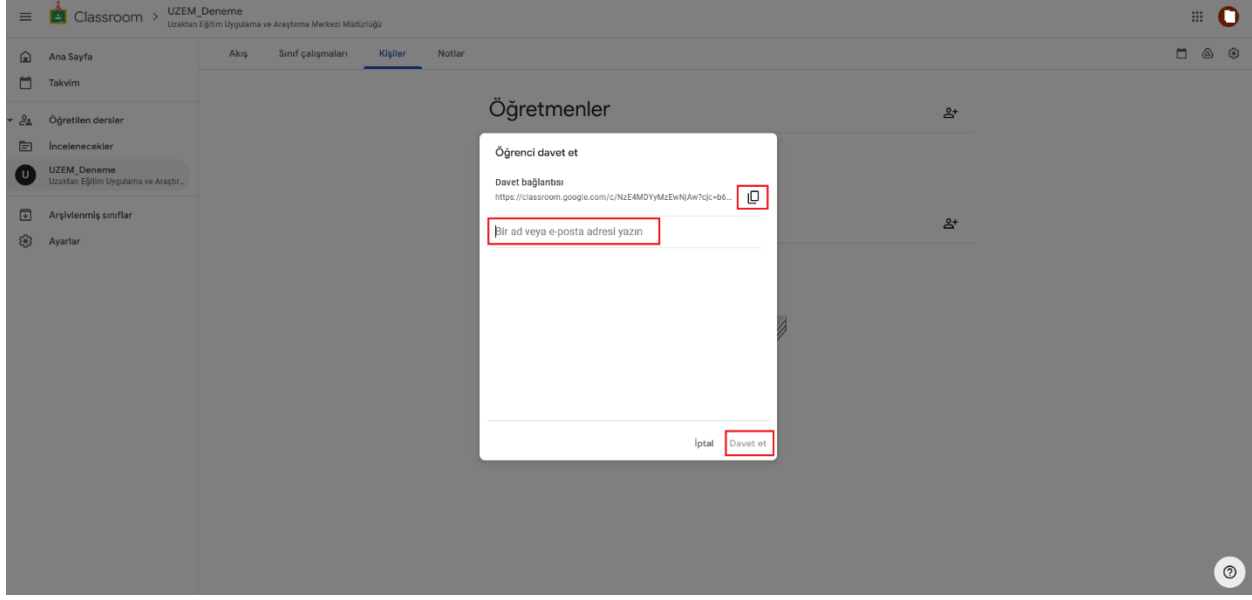 Classroom > UZEM_Deneme
Uzaktan Eğitim Uygulama ve Araştırma Merkezi Müdürlüğü
Ana Sayfa
Takvim
Öğretilen dersler
İncelenecekler
U
UZEM_Deneme
Uzaktan Eğitim Uygulama ve Araştır...
Arşivlenmiş sınıflar
Ayarlar
Akış Sınıf çalışmaları Kişiler Notlar
Öğretmenler
Öğrenci davet et
Davet bağlantısı
https://classroom.google.com/c/NzE4MDYyMzEwNjAw?cjc=b6...
Bir ad veya e-posta adresi yazın
İptal Davet et